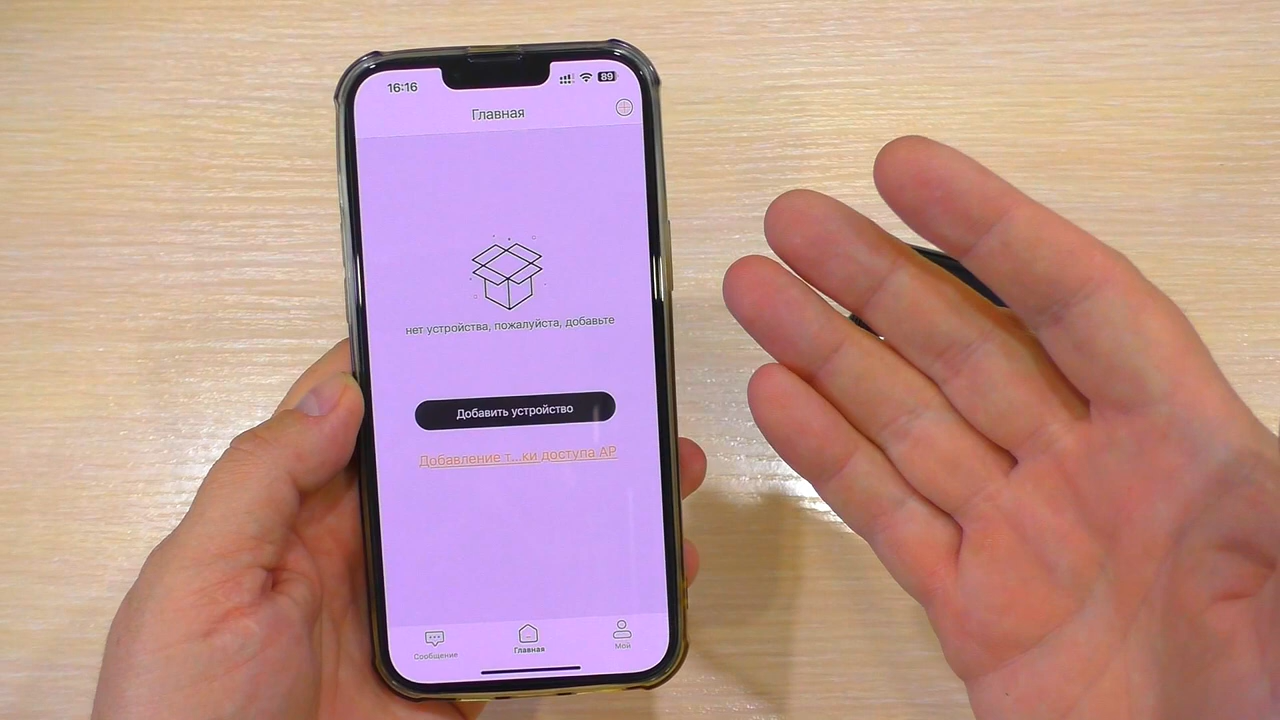 16:16
89
Главная
нет устройства, пожалуйста, добавьте
Добавить устройство
Добавление т...ки доступа AP
Сообщение
Главная
Мой